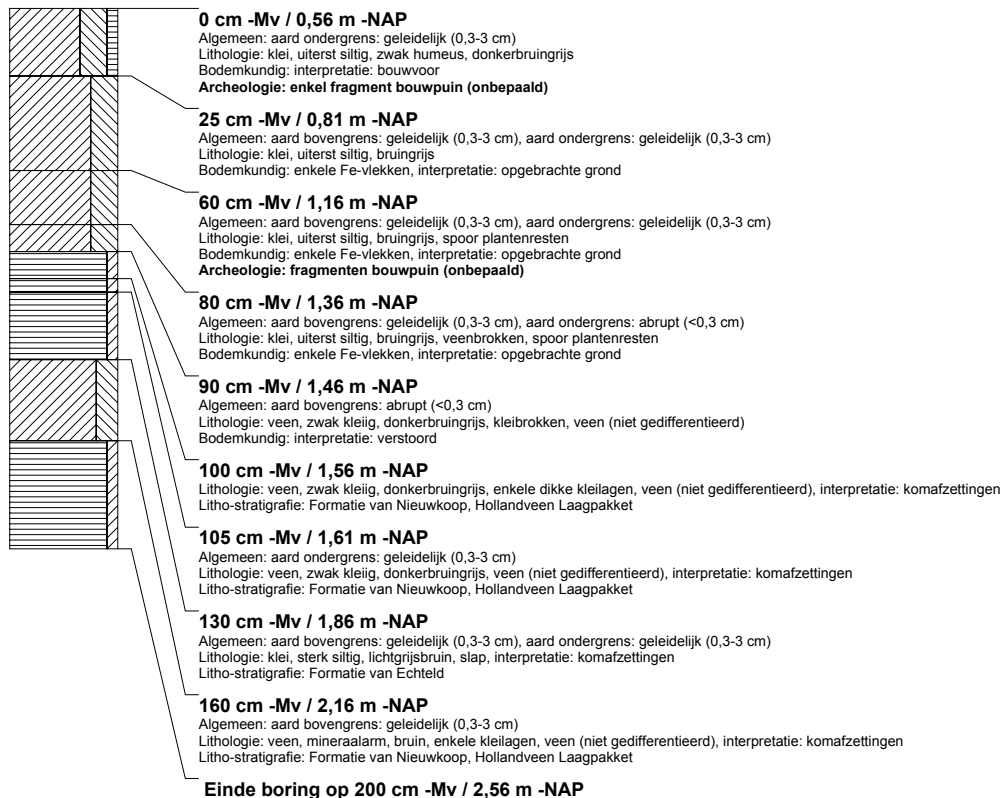 0 cm -Mv / 0,56 m -NAP
Algemeen: aard ondergrens: geleidelijk (0,3-3 cm)
Lithologie: klei, uiterst siltig, zwak humeus, donkerbruingrijs
Bodemkundig: interpretatie: bouwvoor
Archeologie: enkel fragment bouwpuin (onbepaald)
25 cm -Mv / 0,81 m -NAP
Algemeen: aard bovengrens: geleidelijk (0,3-3 cm), aard ondergrens: geleidelijk (0,3-3 cm)
Lithologie: klei, uiterst siltig, bruingrijs
Bodemkundig: enkele Fe-vlekken, interpretatie: opgebrachte grond
60 cm -Mv / 1,16 m -NAP
Algemeen: aard bovengrens: geleidelijk (0,3-3 cm), aard ondergrens: geleidelijk (0,3-3 cm)
Lithologie: klei, uiterst siltig, bruingrijs, spoor plantenresten
Bodemkundig: enkele Fe-vlekken, interpretatie: opgebrachte grond
Archeologie: fragmenten bouwpuin (onbepaald)
80 cm -Mv / 1,36 m -NAP
Algemeen: aard bovengrens: geleidelijk (0,3-3 cm), aard ondergrens: abrupt (<0,3 cm)
Lithologie: klei, uiterst siltig, bruingrijs, veenbrokken, spoor plantenresten
Bodemkundig: enkele Fe-vlekken, interpretatie: opgebrachte grond
90 cm -Mv / 1,46 m -NAP
Algemeen: aard bovengrens: abrupt (<0,3 cm)
Lithologie: veen, zwak kleiig, donkerbruingrijs, kleibrokken, veen (niet gedifferentieerd)
Bodemkundig: interpretatie: verstoord
100 cm -Mv / 1,56 m -NAP
Lithologie: veen, zwak kleiig, donkerbruingrijs, enkele dikke kleilagen, veen (niet gedifferentieerd), interpretatie: komafzettingen
Litho-stratigrafie: Formatie van Nieuwkoop, Hollandveen Laagpakket
105 cm -Mv / 1,61 m -NAP
Algemeen: aard ondergrens: geleidelijk (0,3-3 cm)
Lithologie: veen, zwak kleiig, donkerbruingrijs, veen (niet gedifferentieerd), interpretatie: komafzettingen
Litho-stratigrafie: Formatie van Nieuwkoop, Hollandveen Laagpakket
130 cm -Mv / 1,86 m -NAP
Algemeen: aard bovengrens: geleidelijk (0,3-3 cm), aard ondergrens: geleidelijk (0,3-3 cm)
Lithologie: klei, sterk siltig, lichtgrijsbruin, slap, interpretatie: komafzettingen
Litho-stratigrafie: Formatie van Echteld
160 cm -Mv / 2,16 m -NAP
Algemeen: aard bovengrens: geleidelijk (0,3-3 cm)
Lithologie: veen, mineraalarm, bruin, enkele kleilagen, veen (niet gedifferentieerd), interpretatie: komafzettingen
Litho-stratigrafie: Formatie van Nieuwkoop, Hollandveen Laagpakket
Einde boring op 200 cm -Mv / 2,56 m -NAP